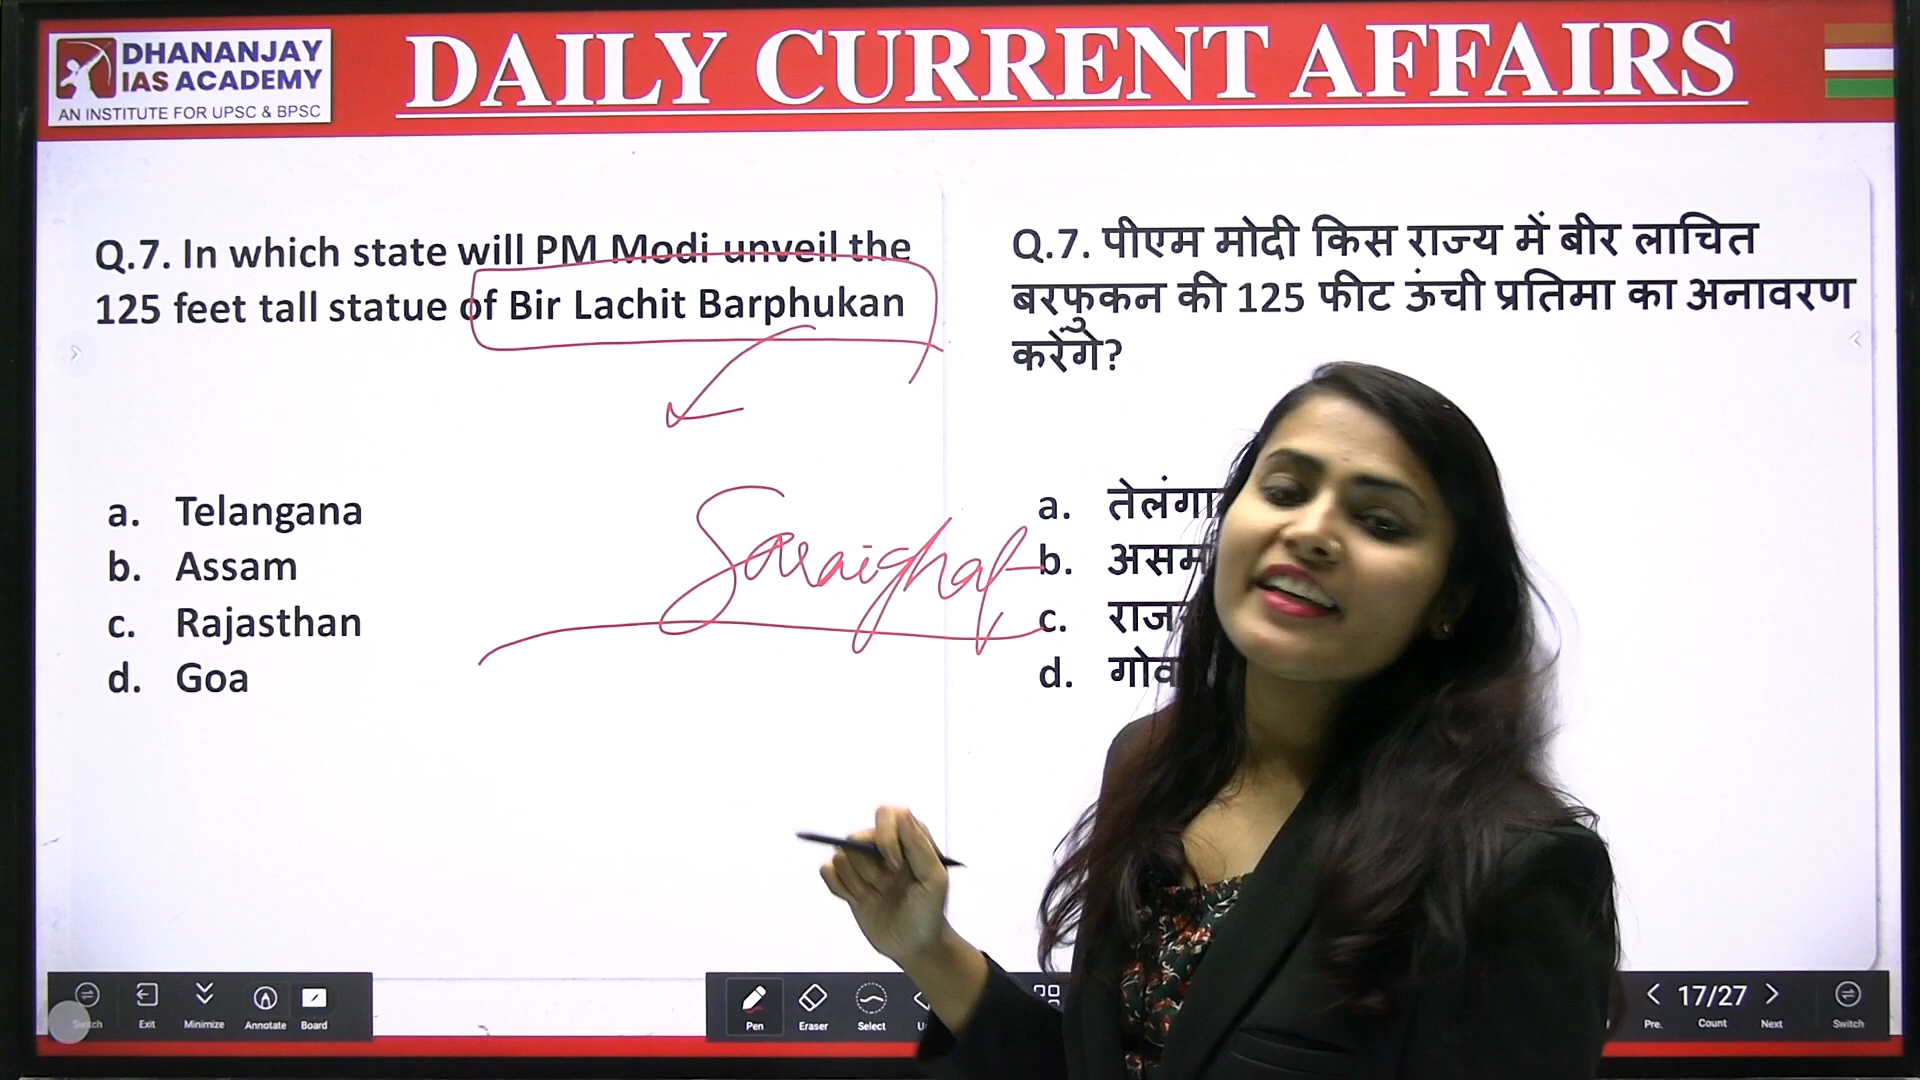 DHANANJAY
IAS ACADEMY
AN INSTITUTE FOR UPSC & BPSC
DAILY CURRENT AFFAIRS
Q.7. In which state will PM Modi unveil the
125 feet tall statue of Bir Lachit Barphukan
a. Telangana
b. Assam
c. Rajasthan
d. Goa
Saraighat
Q.7. पीएम मोदी किस राज्य में बीर लाचित
बरफुकन की 125 फीट ऊंची प्रतिमा का अनावरण
करेंगे?
a. तेलंगा
b. असम
c. राज
d. गोव
Switch Exit Minimize Annotate Board
Pen Eraser Select
17/27
Pre. Count Next Switch